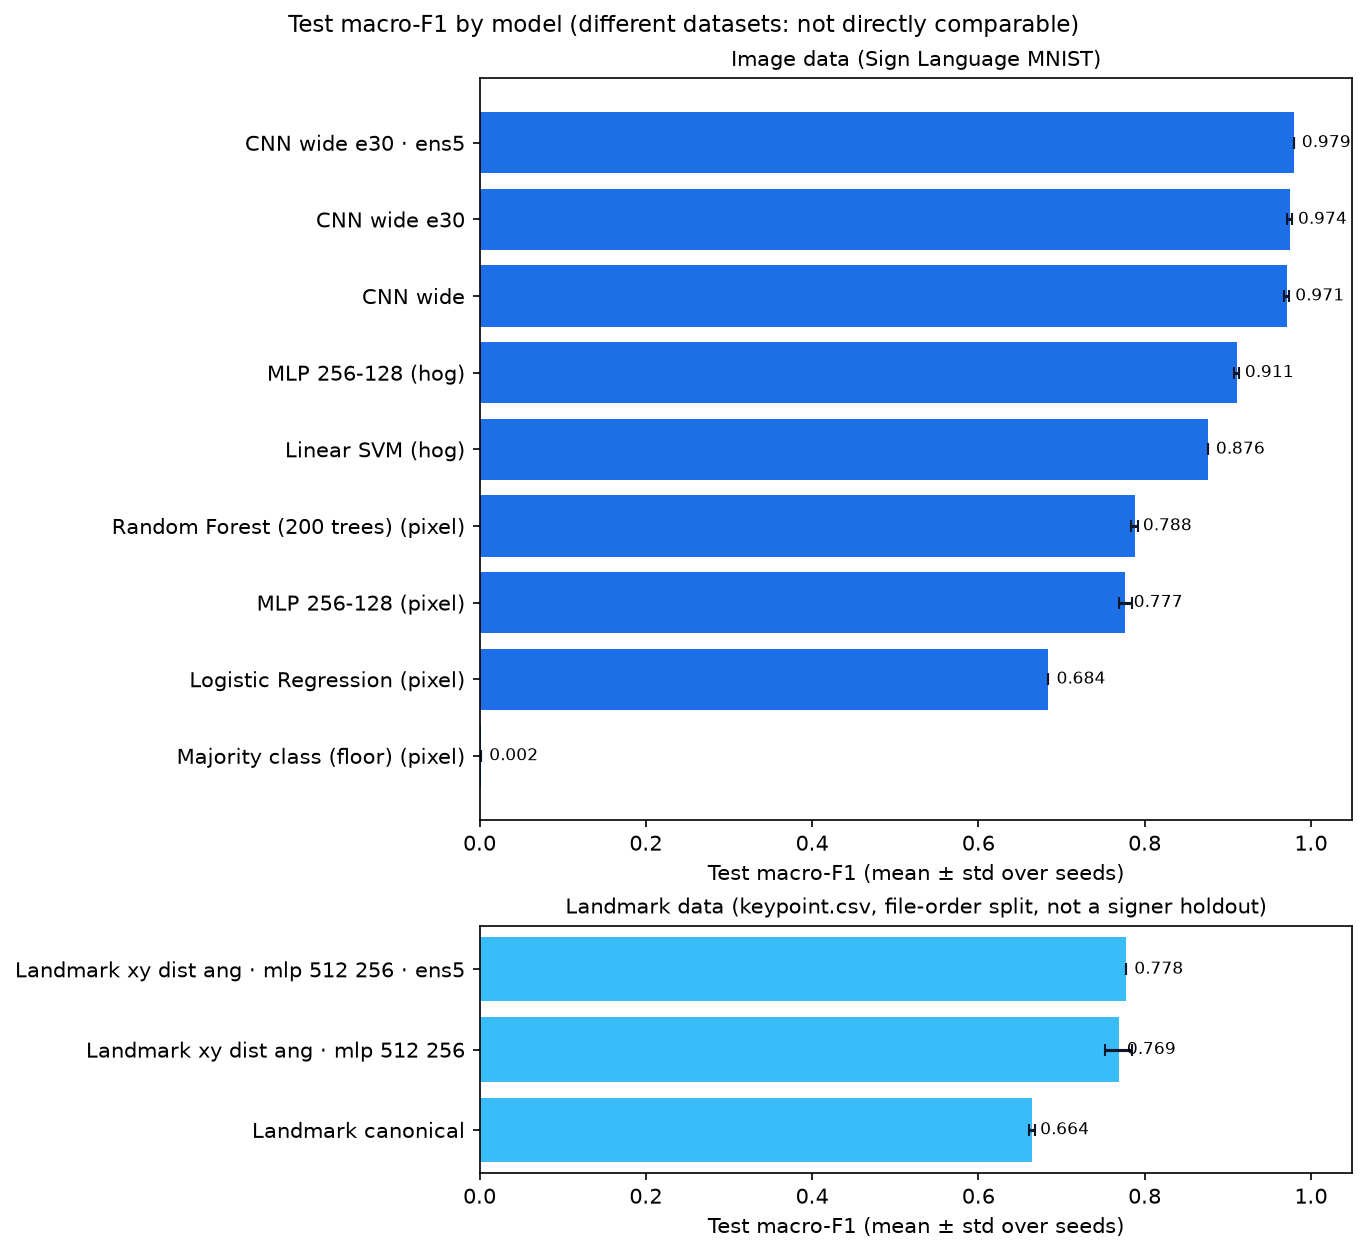 Test macro-F1 by model (different datasets: not directly comparable)
Image data (Sign Language MNIST)
CNN wide e30 · ens5 0.979
CNN wide e30 0.974
CNN wide 0.971
MLP 256-128 (hog) 0.911
Linear SVM (hog) 0.876
Random Forest (200 trees) (pixel) 0.788
MLP 256-128 (pixel) 0.777
Logistic Regression (pixel) 0.684
Majority class (floor) (pixel) 0.002
0.0 0.2 0.4 0.6 0.8 1.0
Test macro-F1 (mean ± std over seeds)
Landmark data (keypoint.csv, file-order split, not a signer holdout)
Landmark xy dist ang · mlp 512 256 · ens5 0.778
Landmark xy dist ang · mlp 512 256 0.769
Landmark canonical 0.664
0.0 0.2 0.4 0.6 0.8 1.0
Test macro-F1 (mean ± std over seeds)